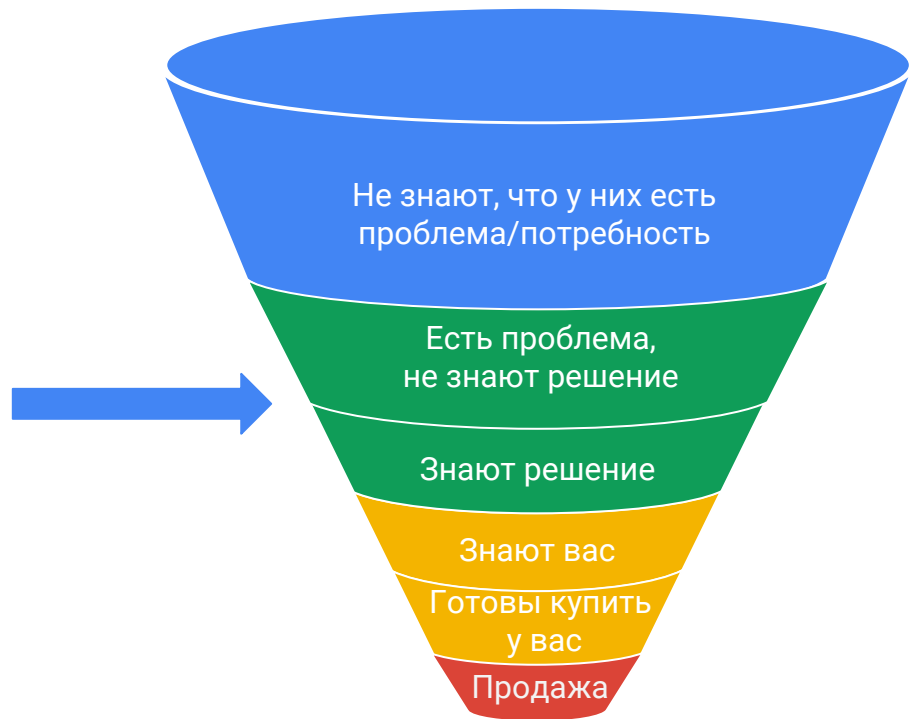 Не знают, что у них есть
проблема/потребность
Есть проблема,
не знают решение
Знают решение
Знают вас
Готовы купить
у вас
Продажа